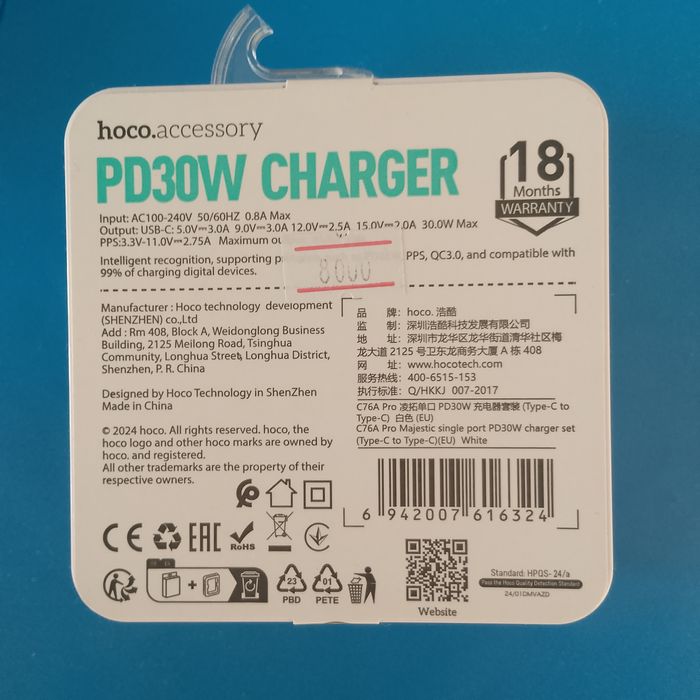 hoco.accessory
PD30W CHARGER
18
Months
WARRANTY
Input: AC100-240V 50/60HZ 0.8A Max
Output: USB-C: 5.0V⎓3.0A 9.0V⎓3.0A 12.0V⎓2.5A 15.0V⎓2.0A 30.0W Max
PPS:3.3V-11.0V⎓2.75A Maximum
Intelligent recognition, supporting PPS, QC3.0, and compatible with
99% of charging digital devices.
8000
Manufacturer : Hoco technology development
(SHENZHEN) co.,Ltd
Add : Rm 408, Block A, Weidonglong Business
Building, 2125 Meilong Road, Tsinghua
Community, Longhua Street, Longhua District,
Shenzhen, P. R. China
Designed by Hoco Technology in ShenZhen
Made in China
© 2024 hoco. All rights reserved. hoco, the
hoco logo and other hoco marks are owned by
hoco. and registered.
All other trademarks are the property of their
respective owners.
品 牌：hoco. 浩酷
监 制：深圳浩酷科技发展有限公司
地 址：深圳市龙华区龙华街道清华社区梅
龙大道 2125 号卫东龙商务大厦 A 栋 408
网 址：www.hocotech.com
服务热线：400-6515-153
执行标准：Q/HKKJ 007-2017
C76A Pro 凌拓单口 PD30W 充电器套装 (Type-C to
Type-C) 白色 (EU)
C76A Pro Majestic single port PD30W charger set
(Type-C to Type-C)(EU) White
6 942007 616324
CE EAC RoHS
23
PBD
01
PETE
Website
Standard: HPQS- 24/a
Pass the Hoco Quality Detection Standard
24/01DMVAZD